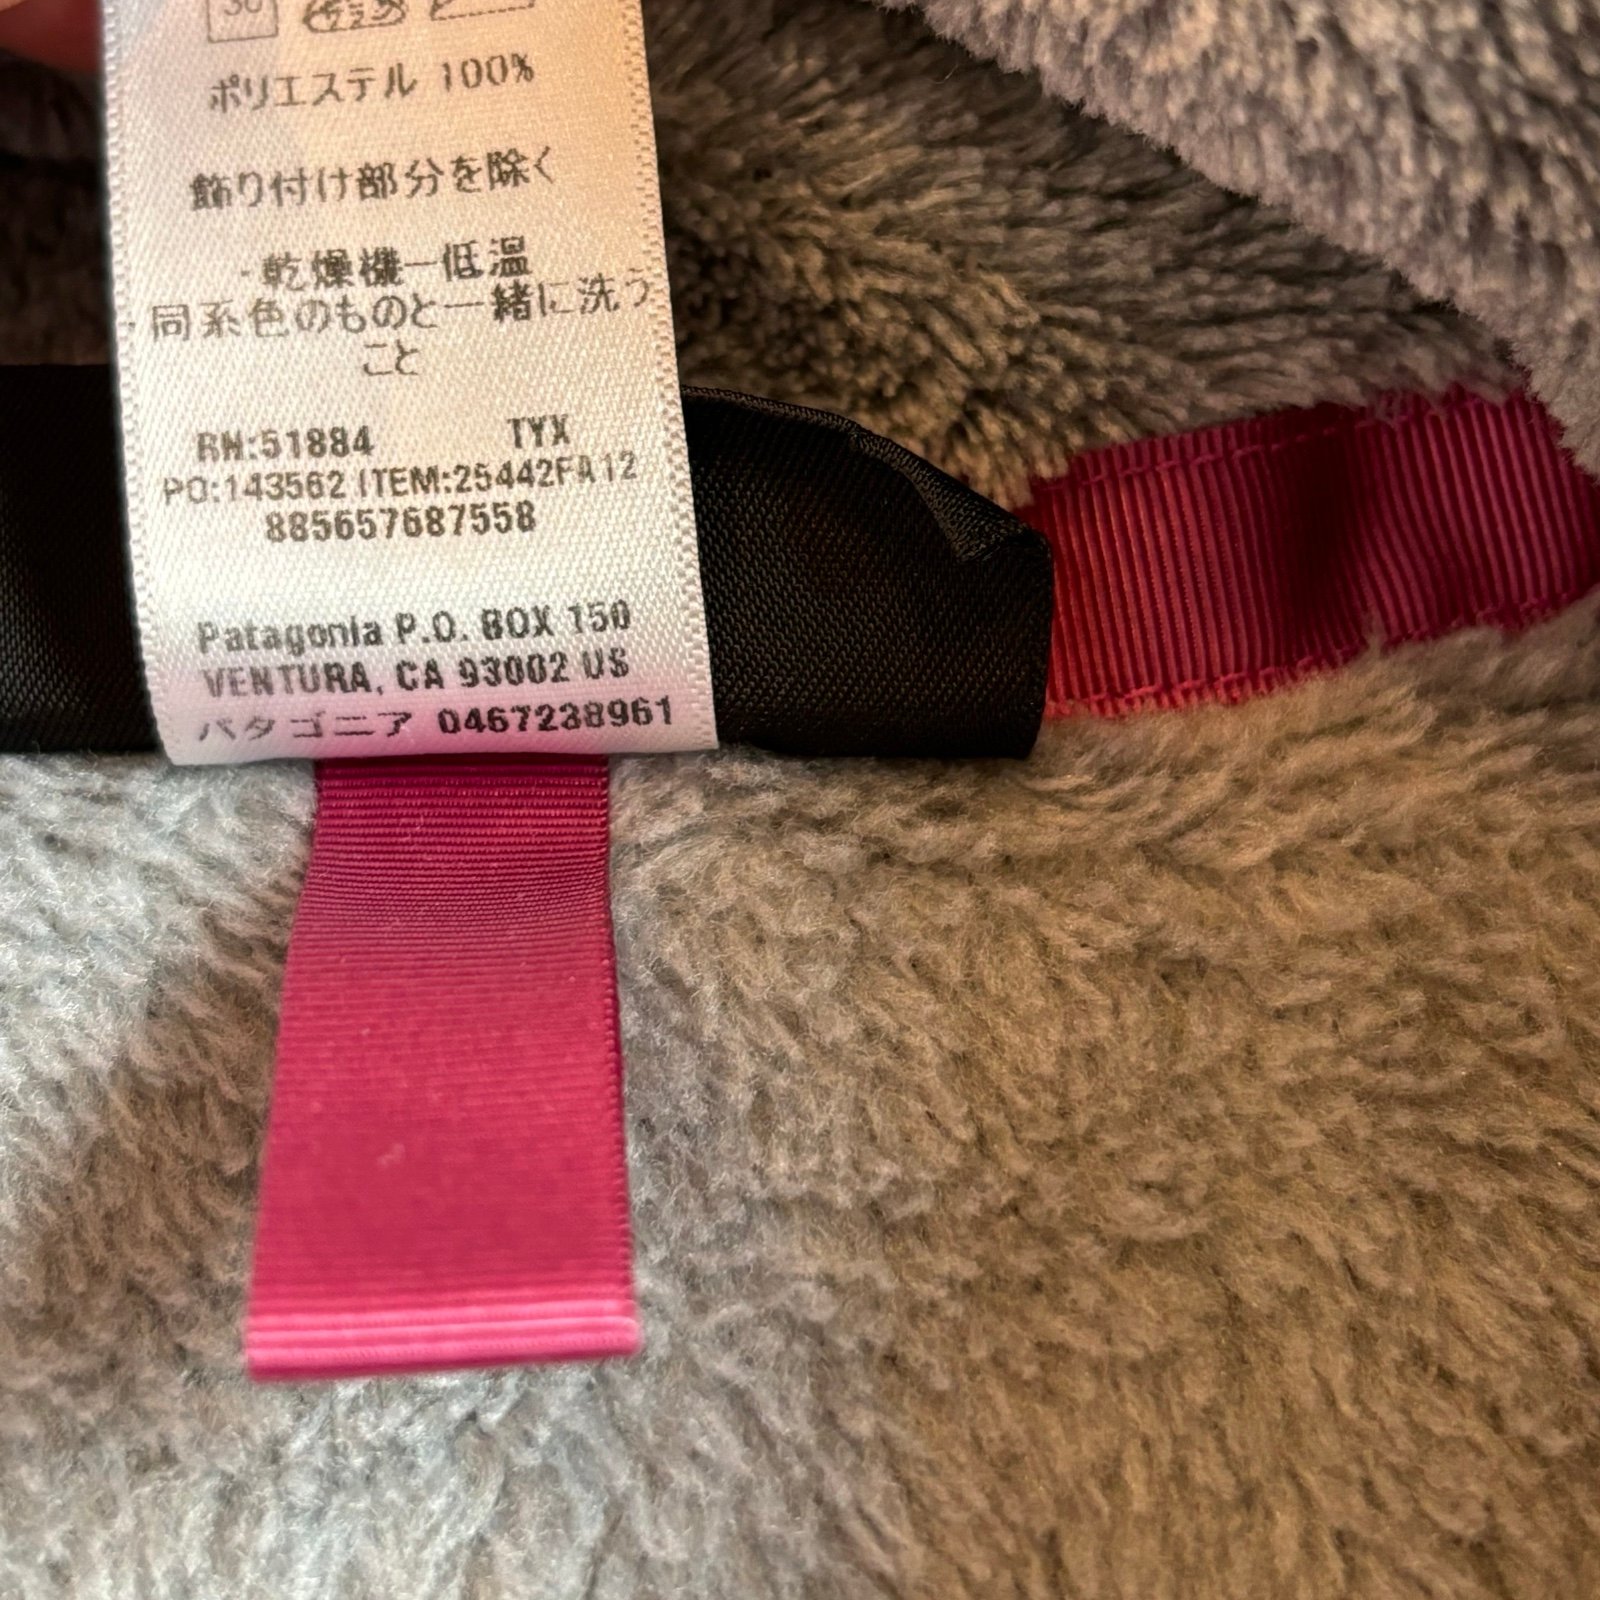 30
ポリエステル 100%
飾り付け部分を除く
・乾燥機ー低温
・同系色のものと一緒に洗う
こと
RN:51884 TYX
PO:143562 ITEM:25442FA12
885657687558
Patagonia P.O. BOX 150
VENTURA, CA 93002 US
パタゴニア 0467238961